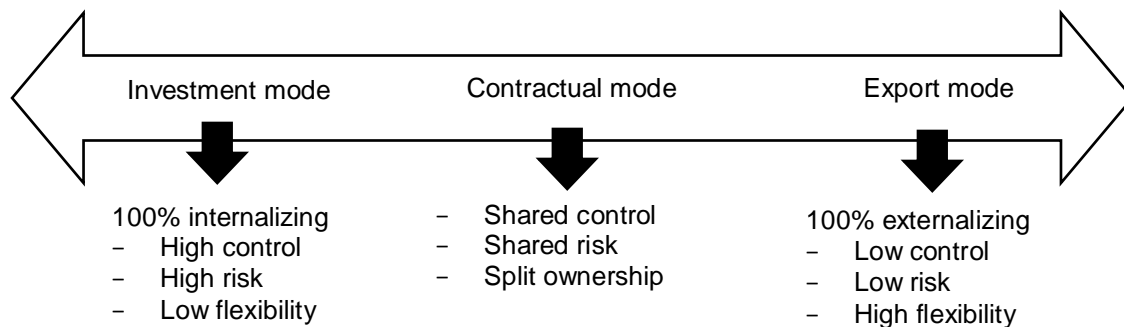 Investment mode
Contractual mode
Export mode
100% internalizing
- High control
- High risk
- Low flexibility
- Shared control
- Shared risk
- Split ownership
100% externalizing
- Low control
- Low risk
- High flexibility